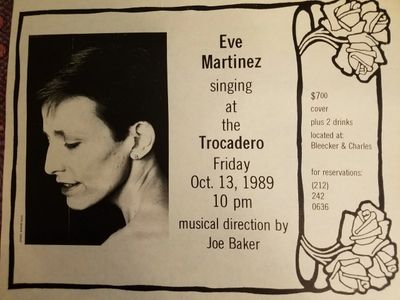 Eve
Martinez
singing
at
the
Trocadero
Friday
Oct. 13, 1989
10 pm
musical direction by
Joe Baker
$7.00
cover
plus 2 drinks
located at:
Bleecker & Charles
for reservations:
(212)
242
0636